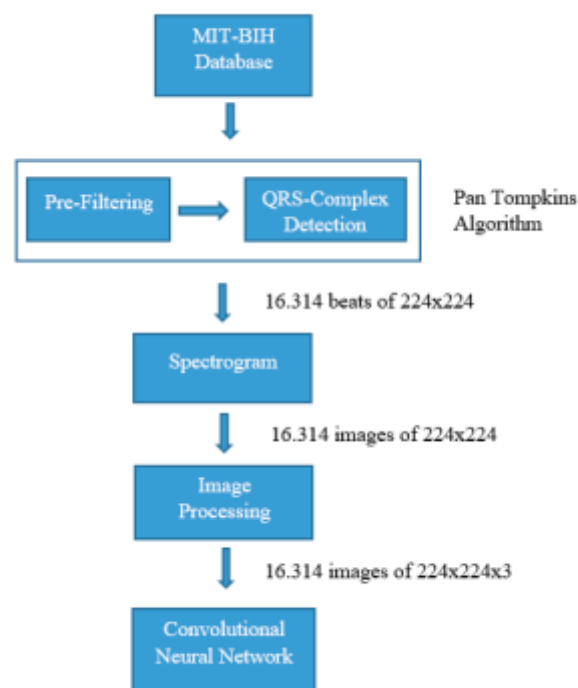 MIT-BIH
Database
Pre-Filtering
QRS-Complex
Detection
Pan Tompkins
Algorithm
16.314 beats of 224x224
Spectrogram
16.314 images of 224x224
Image
Processing
16.314 images of 224x224x3
Convolutional
Neural Network